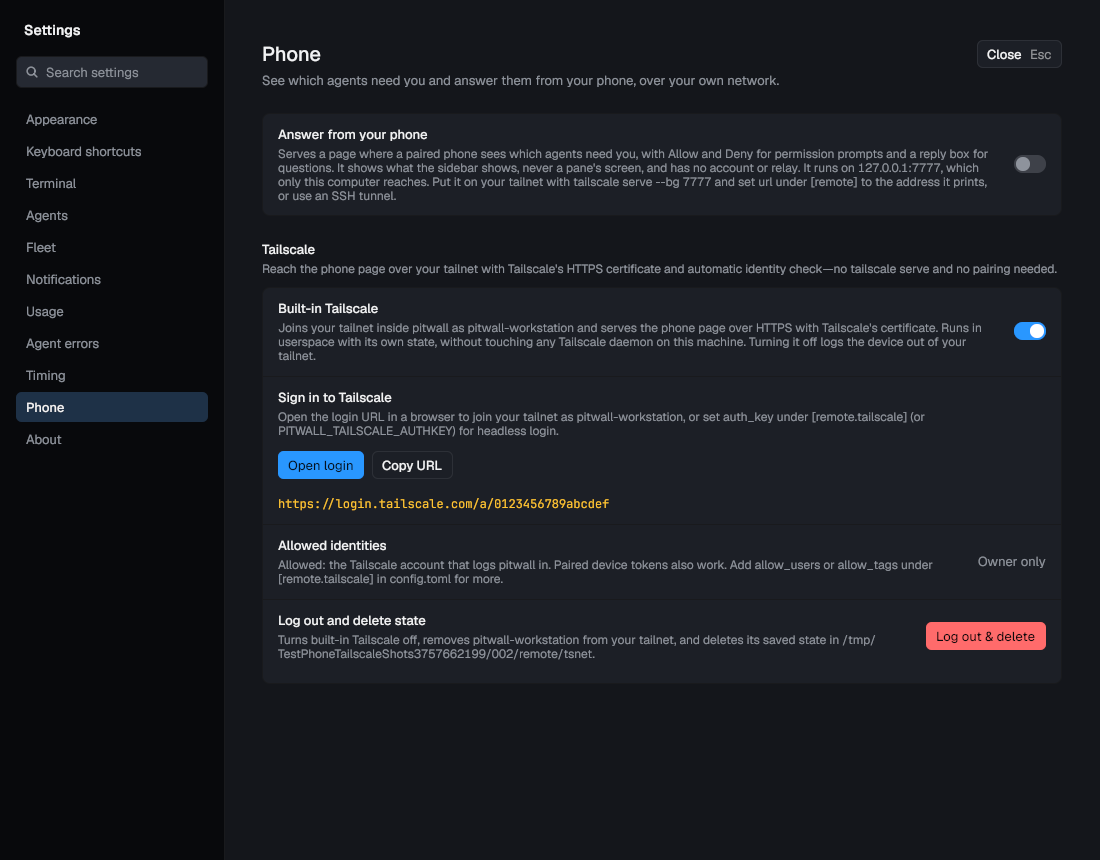 Settings
Search settings
Appearance
Keyboard shortcuts
Terminal
Agents
Fleet
Notifications
Usage
Agent errors
Timing
Phone
About
Phone
Close Esc
See which agents need you and answer them from your phone, over your own network.
Answer from your phone
Serves a page where a paired phone sees which agents need you, with Allow and Deny for permission prompts and a reply box for
questions. It shows what the sidebar shows, never a pane's screen, and has no account or relay. It runs on 127.0.0.1:7777, which
only this computer reaches. Put it on your tailnet with tailscale serve --bg 7777 and set url under [remote] to the address it prints,
or use an SSH tunnel.
Tailscale
Reach the phone page over your tailnet with Tailscale's HTTPS certificate and automatic identity check—no tailscale serve and no pairing needed.
Built-in Tailscale
Joins your tailnet inside pitwall as pitwall-workstation and serves the phone page over HTTPS with Tailscale's certificate. Runs in
userspace with its own state, without touching any Tailscale daemon on this machine. Turning it off logs the device out of your
tailnet.
Sign in to Tailscale
Open the login URL in a browser to join your tailnet as pitwall-workstation, or set auth_key under [remote.tailscale] (or
PITWALL_TAILSCALE_AUTHKEY) for headless login.
Open login
Copy URL
https://login.tailscale.com/a/0123456789abcdef
Allowed identities
Allowed: the Tailscale account that logs pitwall in. Paired device tokens also work. Add allow_users or allow_tags under
[remote.tailscale] in config.toml for more.
Owner only
Log out and delete state
Turns built-in Tailscale off, removes pitwall-workstation from your tailnet, and deletes its saved state in /tmp/
TestPhoneTailscaleShots3757662199/002/remote/tsnet.
Log out & delete